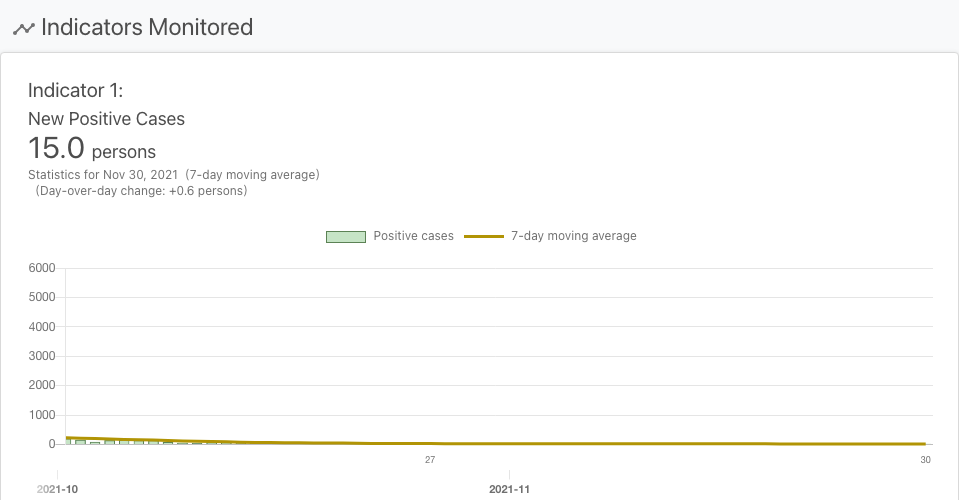 Indicators Monitored
Indicator 1:
New Positive Cases
15.0 persons
Statistics for Nov 30, 2021 (7-day moving average)
(Day-over-day change: +0.6 persons)
Positive cases 7-day moving average
6000
5000
4000
3000
2000
1000
0
27 30
2021-10 2021-11